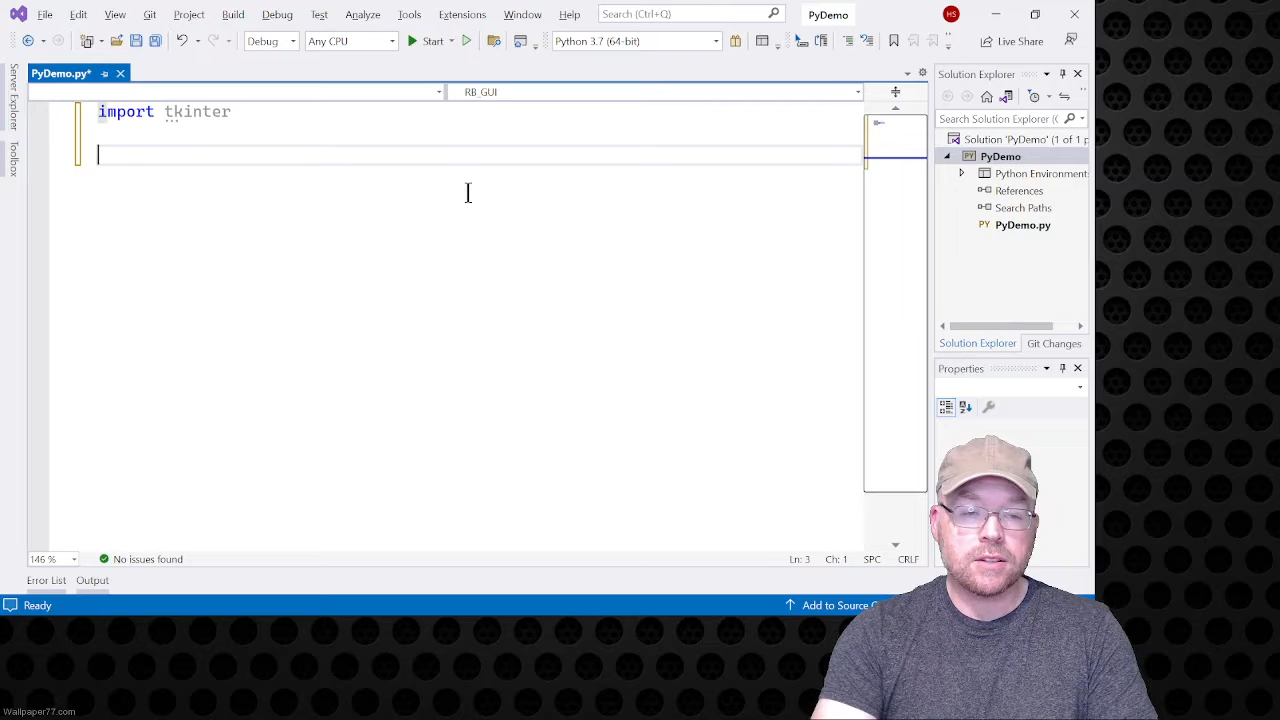 File Edit View Git Project Build Debug Test Analyze Tools Extensions Window Help Search (Ctrl+Q) PyDemo HS
Debug Any CPU Start Python 3.7 (64-bit) Live Share
PyDemo.py* Solution Explorer
RB_GUI
import tkinter
Search Solution Explorer (C
Solution 'PyDemo' (1 of 1 p
PyDemo
Python Environment
References
Search Paths
PyDemo.py
Server Explorer
Toolbox
Solution Explorer Git Changes
Properties
146 % No issues found Ln: 3 Ch: 1 SPC CRLF
Error List Output
Ready Add to Source C
Wallpaper77.com